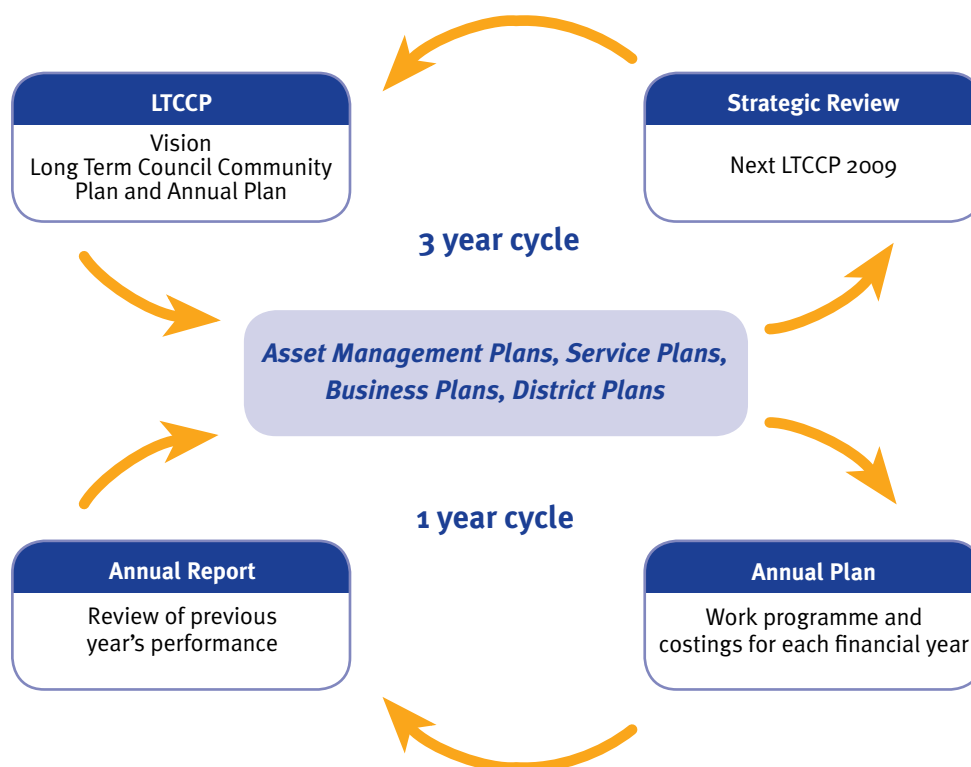 LTCCP
Vision
Long Term Council Community
Plan and Annual Plan
Strategic Review
Next LTCCP 2009
3 year cycle
Asset Management Plans, Service Plans,
Business Plans, District Plans
1 year cycle
Annual Report
Review of previous
year’s performance
Annual Plan
Work programme and
costings for each financial year